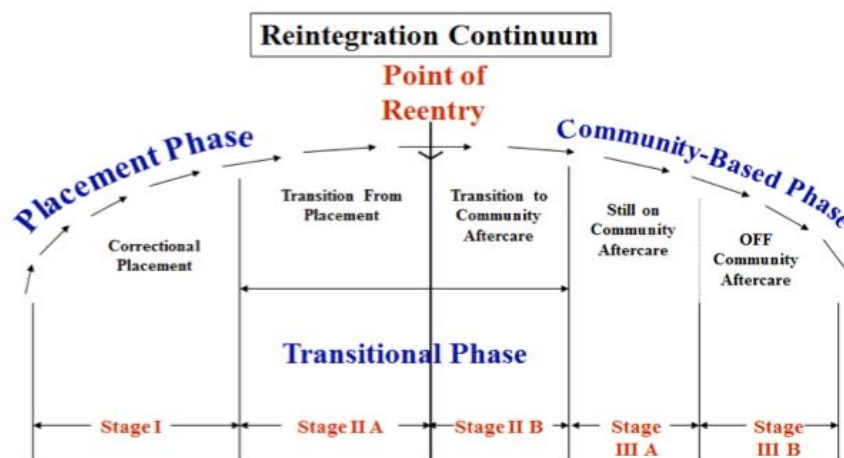 Reintegration Continuum
Point of
Reentry
Placement Phase
Community-Based Phase
Correctional
Placement
Transition From
Placement
Transition to
Community
Aftercare
Still on
Community
Aftercare
OFF
Community
Aftercare
Transitional Phase
Stage I
Stage II A
Stage II B
Stage
III A
Stage
III B